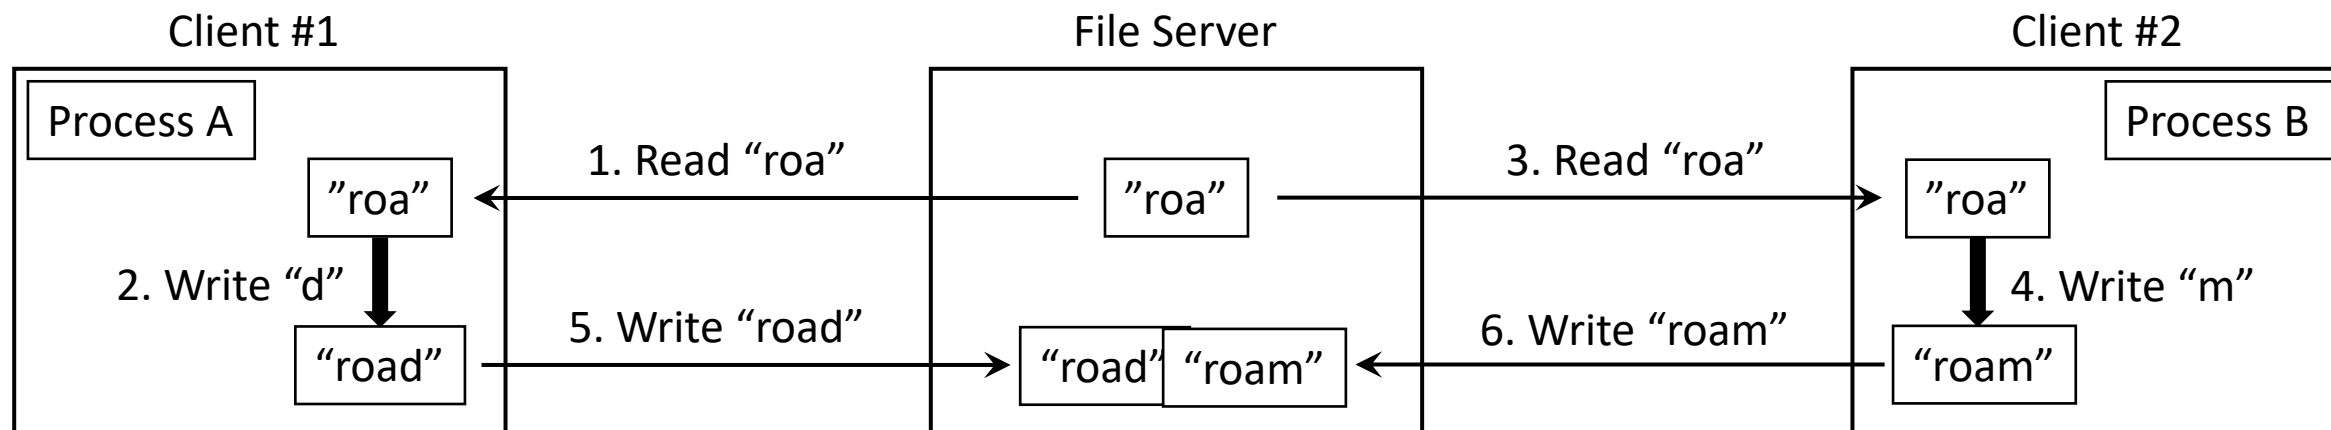 Client #1
File Server
Client #2
Process A
Process B
1. Read “roa”
3. Read “roa”
”roa”
”roa”
”roa”
2. Write “d”
4. Write “m”
5. Write “road”
6. Write “roam”
“road”
“road”
“roam”
“roam”